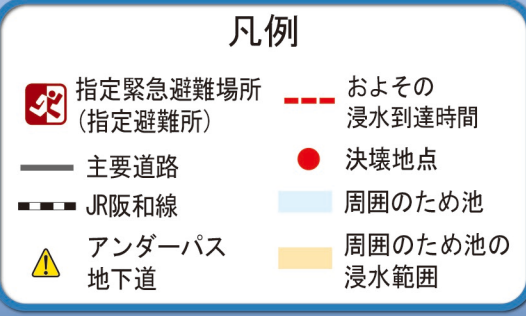 凡例
指定緊急避難場所
(指定避難所)
主要道路
JR阪和線
アンダーパス
地下道
およその
浸水到達時間
決壊地点
周囲のため池
周囲のため池の
浸水範囲